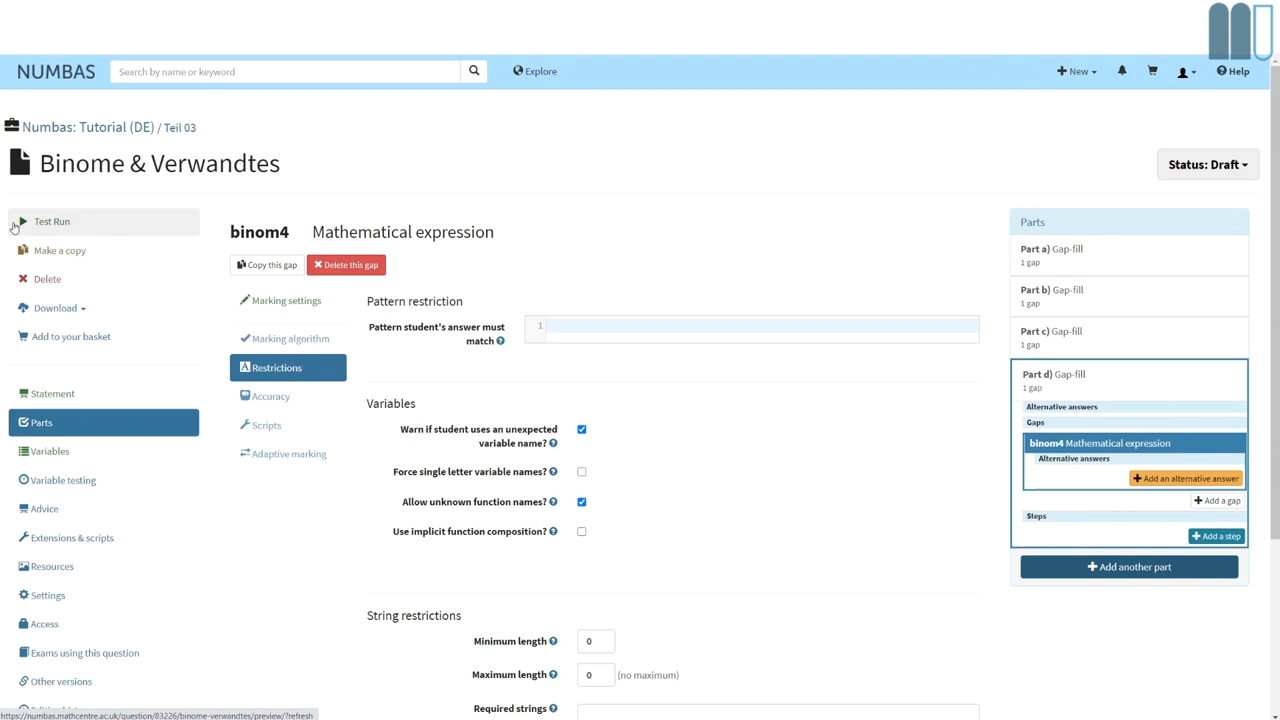 NUMBAS
Search by name or keyword
Explore
New
Help
Numbas: Tutorial (DE) / Teil 03
Binome & Verwandtes
Status: Draft
Test Run
Make a copy
Delete
Download
Add to your basket
Statement
Parts
Variables
Variable testing
Advice
Extensions & scripts
Resources
Settings
Access
Exams using this question
Other versions
binom4 Mathematical expression
Copy this gap
Delete this gap
Marking settings
Marking algorithm
Restrictions
Accuracy
Scripts
Adaptive marking
Pattern restriction
Pattern student's answer must
match
1
Variables
Warn if student uses an unexpected
variable name?
Force single letter variable names?
Allow unknown function names?
Use implicit function composition?
String restrictions
Minimum length
0
Maximum length
0
(no maximum)
Required strings
Parts
Part a) Gap-fill
1 gap
Part b) Gap-fill
1 gap
Part c) Gap-fill
1 gap
Part d) Gap-fill
1 gap
Alternative answers
Gaps
binom4 Mathematical expression
Alternative answers
Add an alternative answer
Add a gap
Steps
Add a step
Add another part
https://numbas.mathcentre.ac.uk/question/83226/binome-verwandtes/preview/?refresh